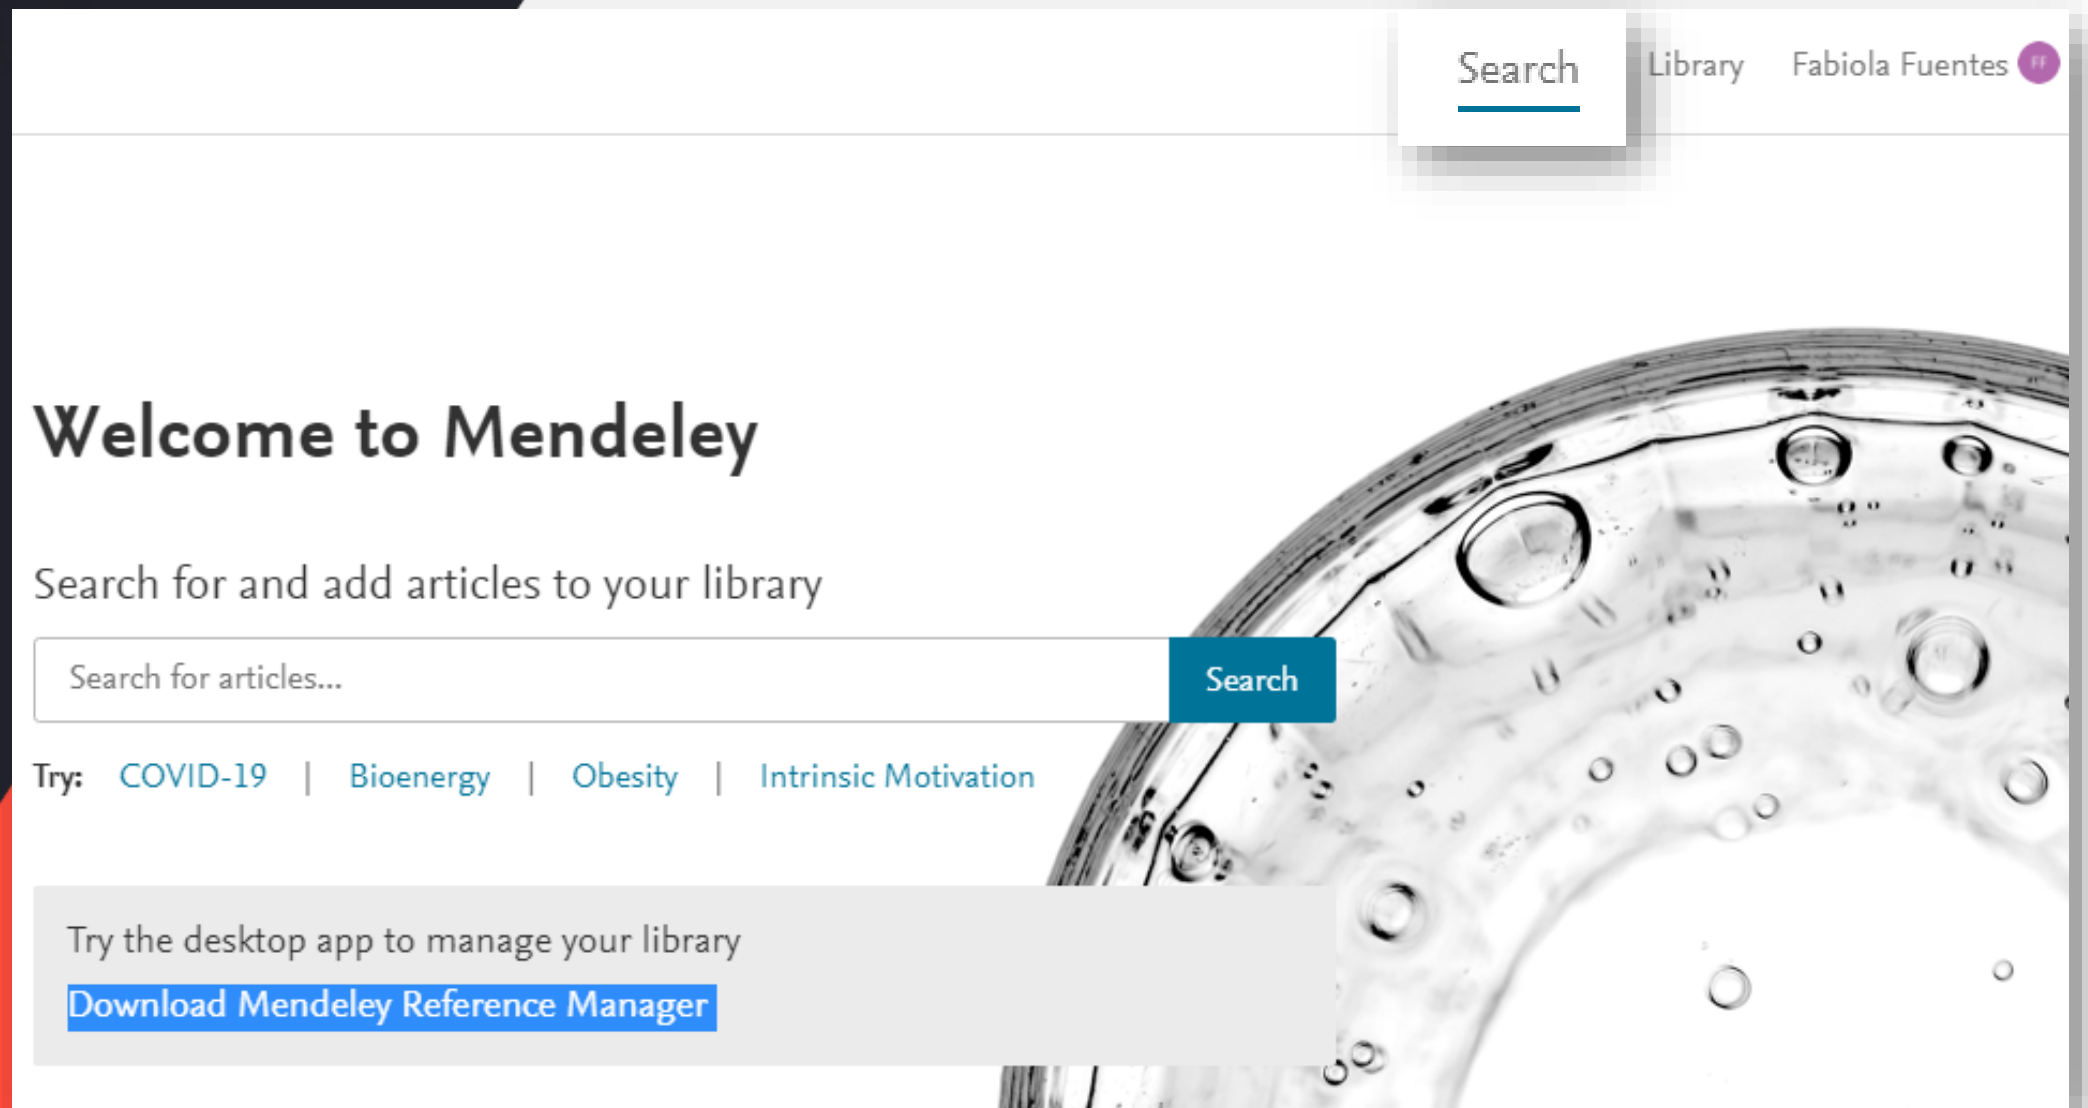 Search Library Fabiola Fuentes FF
Welcome to Mendeley
Search for and add articles to your library
Search for articles... Search
Try: COVID-19 | Bioenergy | Obesity | Intrinsic Motivation
Try the desktop app to manage your library
Download Mendeley Reference Manager